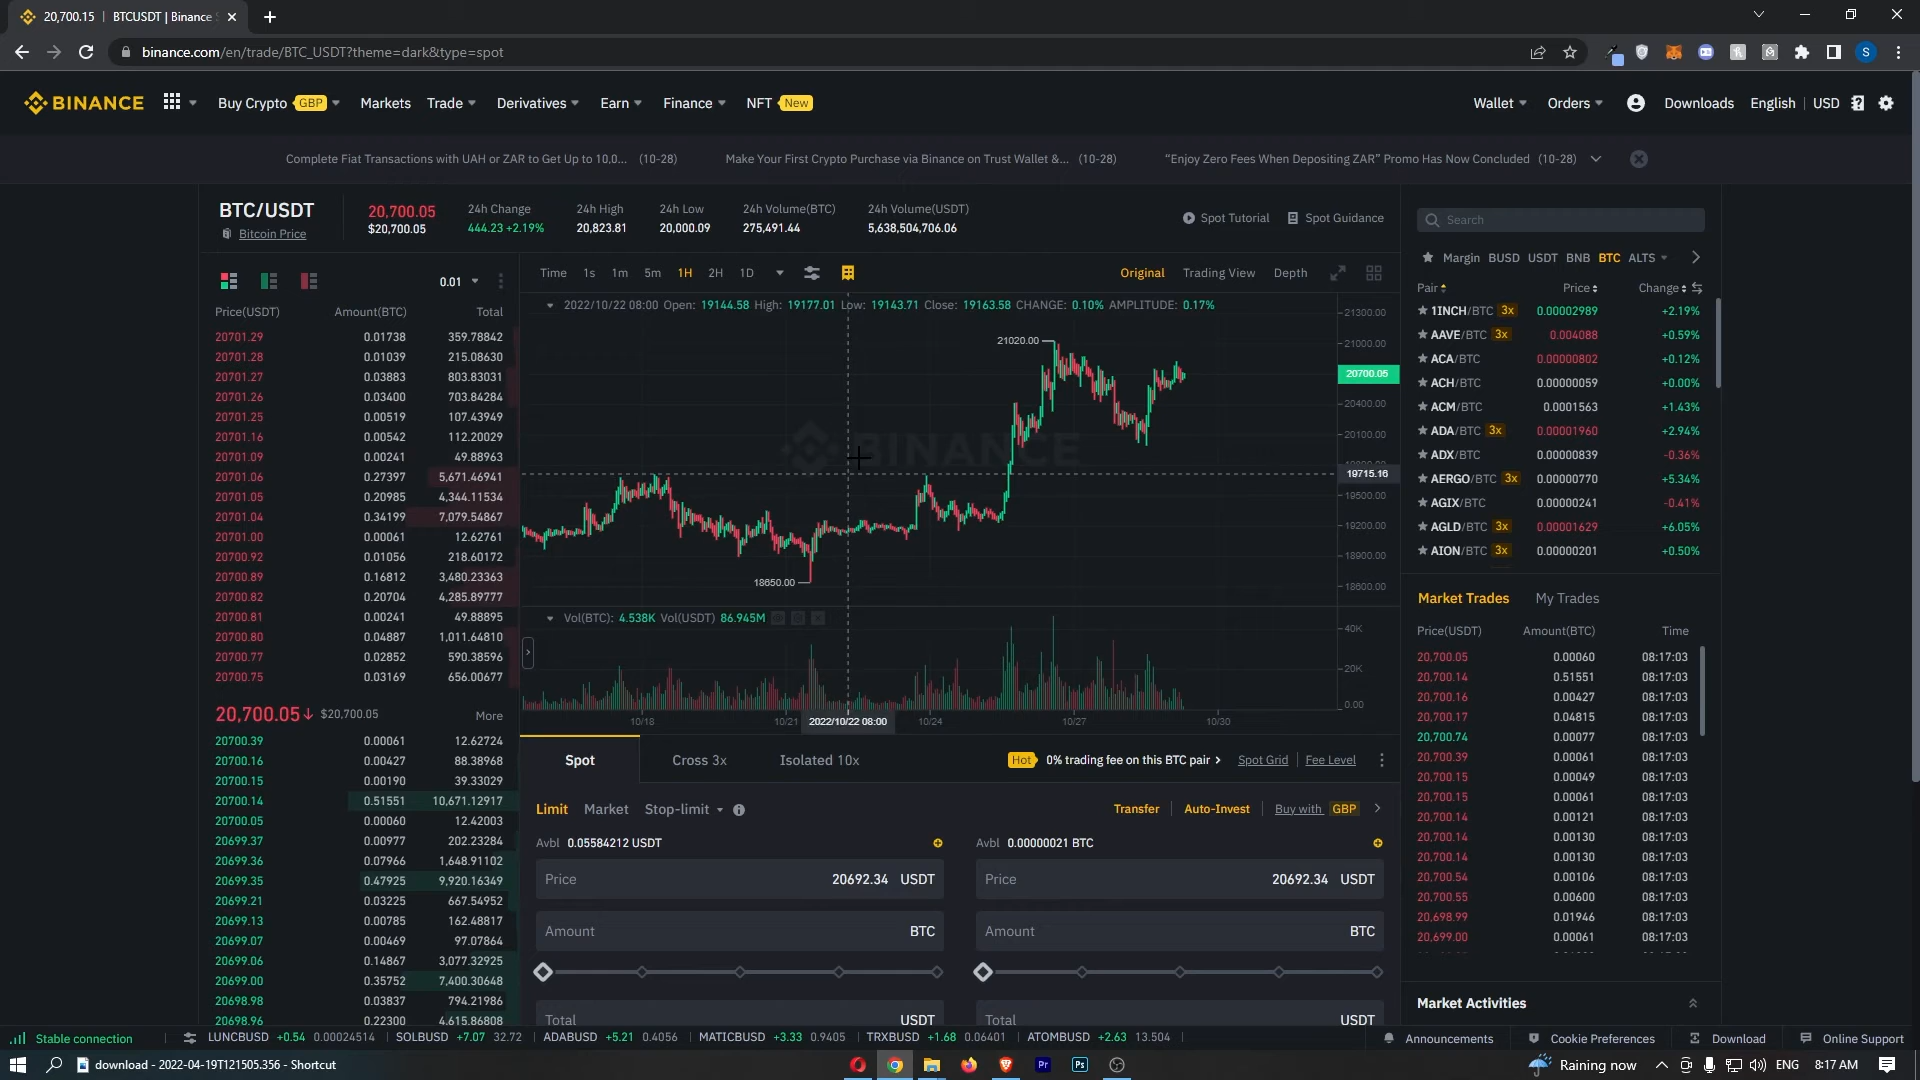 20,700.15 | BTCUSDT | Binance
binance.com/en/trade/BTC_USDT?theme=dark&type=spot
S
BINANCE Buy Crypto GBP Markets Trade Derivatives Earn Finance NFT New Wallet Orders Downloads English | USD
Complete Fiat Transactions with UAH or ZAR to Get Up to 10,0... (10-28) Make Your First Crypto Purchase via Binance on Trust Wallet &... (10-28) "Enjoy Zero Fees When Depositing ZAR" Promo Has Now Concluded (10-28)
BTC/USDT
Bitcoin Price
20,700.05
$20,700.05
24h Change
444.23 +2.19%
24h High
20,823.81
24h Low
20,000.09
24h Volume(BTC)
275,491.44
24h Volume(USDT)
5,638,504,706.06
Spot Tutorial Spot Guidance
0.01
Price(USDT) Amount(BTC) Total
20701.29 0.01738 359.78842
20701.28 0.01039 215.08630
20701.27 0.03883 803.83031
20701.26 0.03400 703.84284
20701.25 0.00519 107.43949
20701.16 0.00542 112.20029
20701.09 0.00241 49.88963
20701.06 0.27397 5,671.46941
20701.05 0.20985 4,344.11534
20701.04 0.34199 7,079.54867
20701.00 0.00061 12.62761
20700.92 0.01056 218.60172
20700.89 0.16812 3,480.23363
20700.82 0.20704 4,285.89777
20700.81 0.00241 49.88895
20700.80 0.04887 1,011.64810
20700.77 0.02852 590.38596
20700.75 0.03169 656.00677
20,700.05↓ $20,700.05 More
20700.39 0.00061 12.62724
20700.16 0.00427 88.38968
20700.15 0.00190 39.33029
20700.14 0.51551 10,671.12917
20700.05 0.00060 12.42003
20699.37 0.00977 202.23284
20699.36 0.07966 1,648.91102
20699.35 0.47925 9,920.16349
20699.21 0.03225 667.54952
20699.13 0.00785 162.48817
20699.07 0.00469 97.07864
20699.06 0.14867 3,077.32925
20699.00 0.35752 7,400.30648
20698.98 0.03837 794.21986
20698.96 0.22300 4,615.86808
Time 1s 1m 5m 1H 2H 1D Original Trading View Depth
2022/10/22 08:00 Open: 19144.58 High: 19177.01 Low: 19143.71 Close: 19163.58 CHANGE: 0.10% AMPLITUDE: 0.17%
21300.00
21020.00
21000.00
20700.05
20400.00
20100.00
BINANCE
19715.16
19500.00
19200.00
18900.00
18650.00
18600.00
Vol(BTC): 4.538K Vol(USDT) 86.945M
40K
20K
0.00
10/18 10/21 2022/10/22 08:00 10/24 10/27 10/30
Spot Cross 3x Isolated 10x Hot 0% trading fee on this BTC pair > Spot Grid | Fee Level
Limit Market Stop-limit Transfer | Auto-Invest | Buy with GBP
Avbl 0.05584212 USDT Avbl 0.00000021 BTC
Price 20692.34 USDT Price 20692.34 USDT
Amount BTC Amount BTC
Total USDT Total USDT
Search
Margin BUSD USDT BNB BTC ALTS
Pair Price Change
1INCH/BTC 3x 0.00002989 +2.19%
AAVE/BTC 3x 0.004088 +0.59%
ACA/BTC 0.00000802 +0.12%
ACH/BTC 0.00000059 +0.00%
ACM/BTC 0.0001563 +1.43%
ADA/BTC 3x 0.00001960 +2.94%
ADX/BTC 0.00000839 -0.36%
AERGO/BTC 3x 0.00000770 +5.34%
AGIX/BTC 0.00000241 -0.41%
AGLD/BTC 3x 0.00001629 +6.05%
AION/BTC 3x 0.00000201 +0.50%
Market Trades My Trades
Price(USDT) Amount(BTC) Time
20,700.05 0.00060 08:17:03
20,700.14 0.51551 08:17:03
20,700.16 0.00427 08:17:03
20,700.17 0.04815 08:17:03
20,700.74 0.00077 08:17:03
20,700.39 0.00061 08:17:03
20,700.15 0.00049 08:17:03
20,700.15 0.00061 08:17:03
20,700.14 0.00121 08:17:03
20,700.14 0.00130 08:17:03
20,700.14 0.00130 08:17:03
20,700.54 0.00106 08:17:03
20,700.55 0.00600 08:17:03
20,698.99 0.01946 08:17:03
20,699.00 0.00061 08:17:03
Market Activities
Stable connection LUNCBUSD +0.54 0.00024514 | SOLBUSD +7.07 32.72 | ADABUSD +5.21 0.4056 | MATICBUSD +3.33 0.9405 | TRXBUSD +1.68 0.06401 | ATOMBUSD +2.63 13.504 | Announcements Cookie Preferences Download Online Support
download - 2022-04-19T121505.356 - Shortcut Pr Ps Raining now ENG 8:17 AM